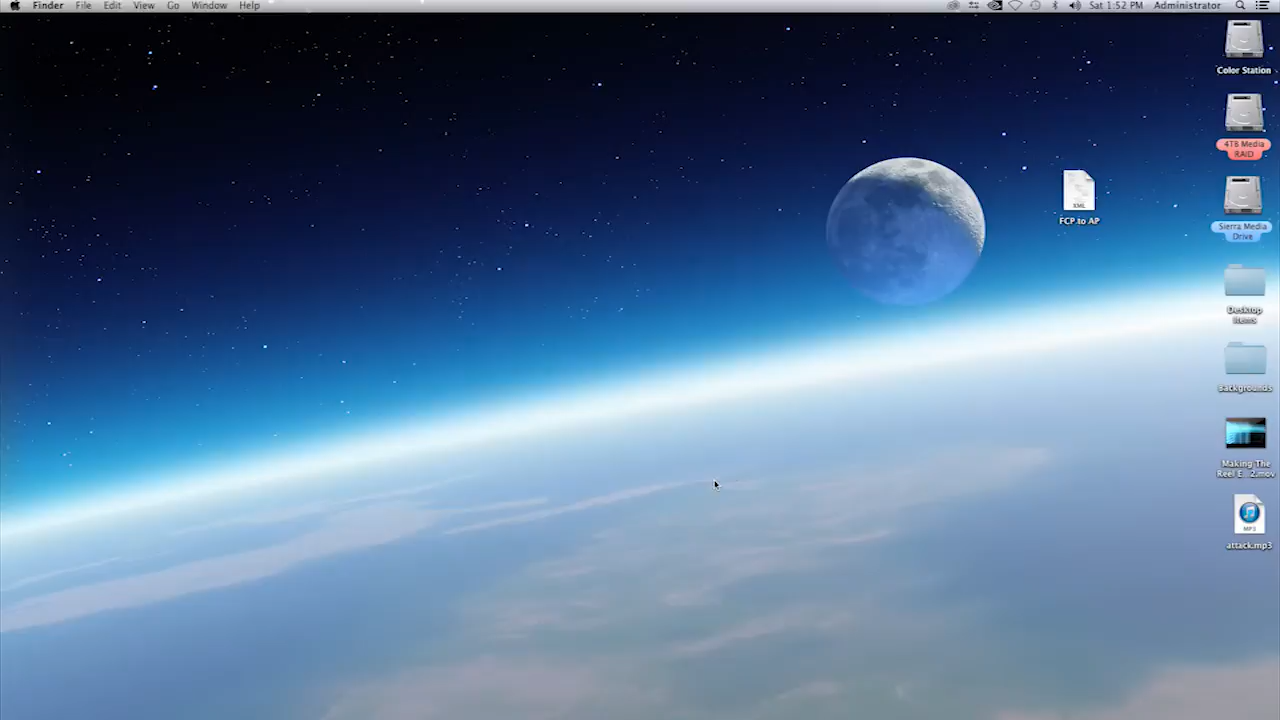 Finder File Edit View Go Window Help Sat 1:52 PM Administrator
Color Station
4TB Media
RAID
XML
FCP to AP
Sierra Media
Drive
Desktop
Items
Backgrounds
Making The
Reel E...2.mov
MP3
attack.mp3